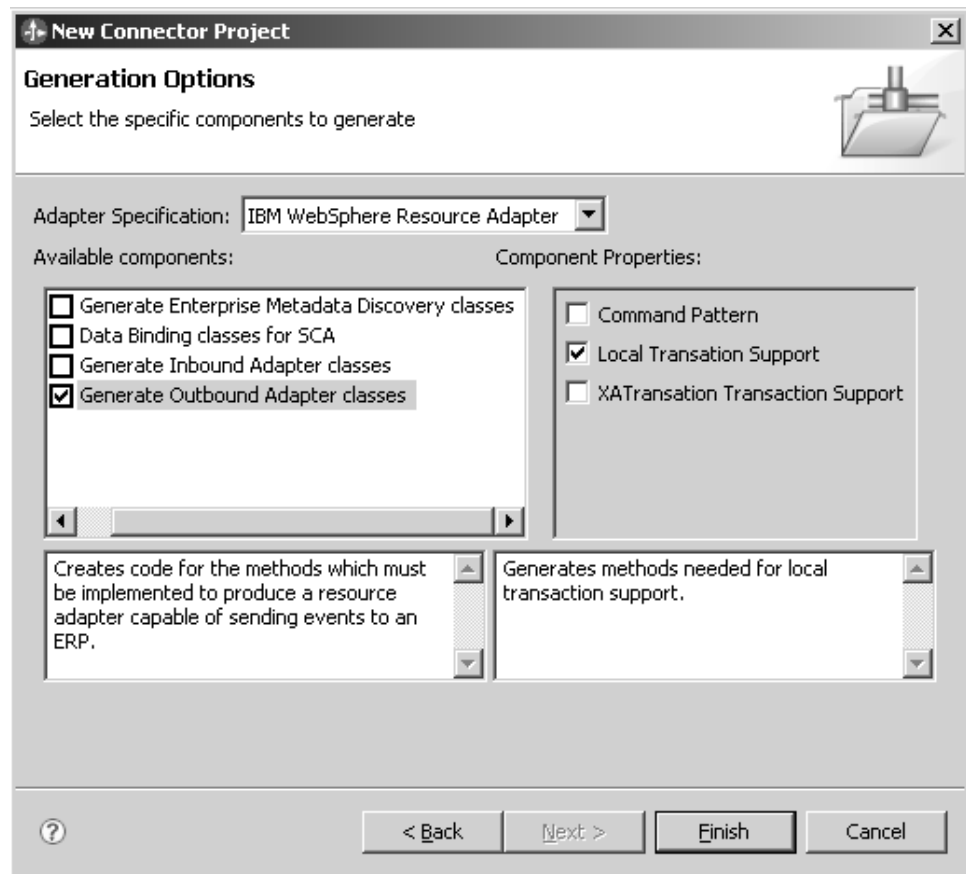 New Connector Project
Generation Options
Select the specific components to generate
Adapter Specification: IBM WebSphere Resource Adapter
Available components:
Component Properties:
Generate Enterprise Metadata Discovery classes
Data Binding classes for SCA
Generate Inbound Adapter classes
Generate Outbound Adapter classes
Command Pattern
Local Transation Support
XATransation Transaction Support
Creates code for the methods which must
be implemented to produce a resource
adapter capable of sending events to an
ERP.
Generates methods needed for local
transaction support.
?
< Back
Next >
Finish
Cancel